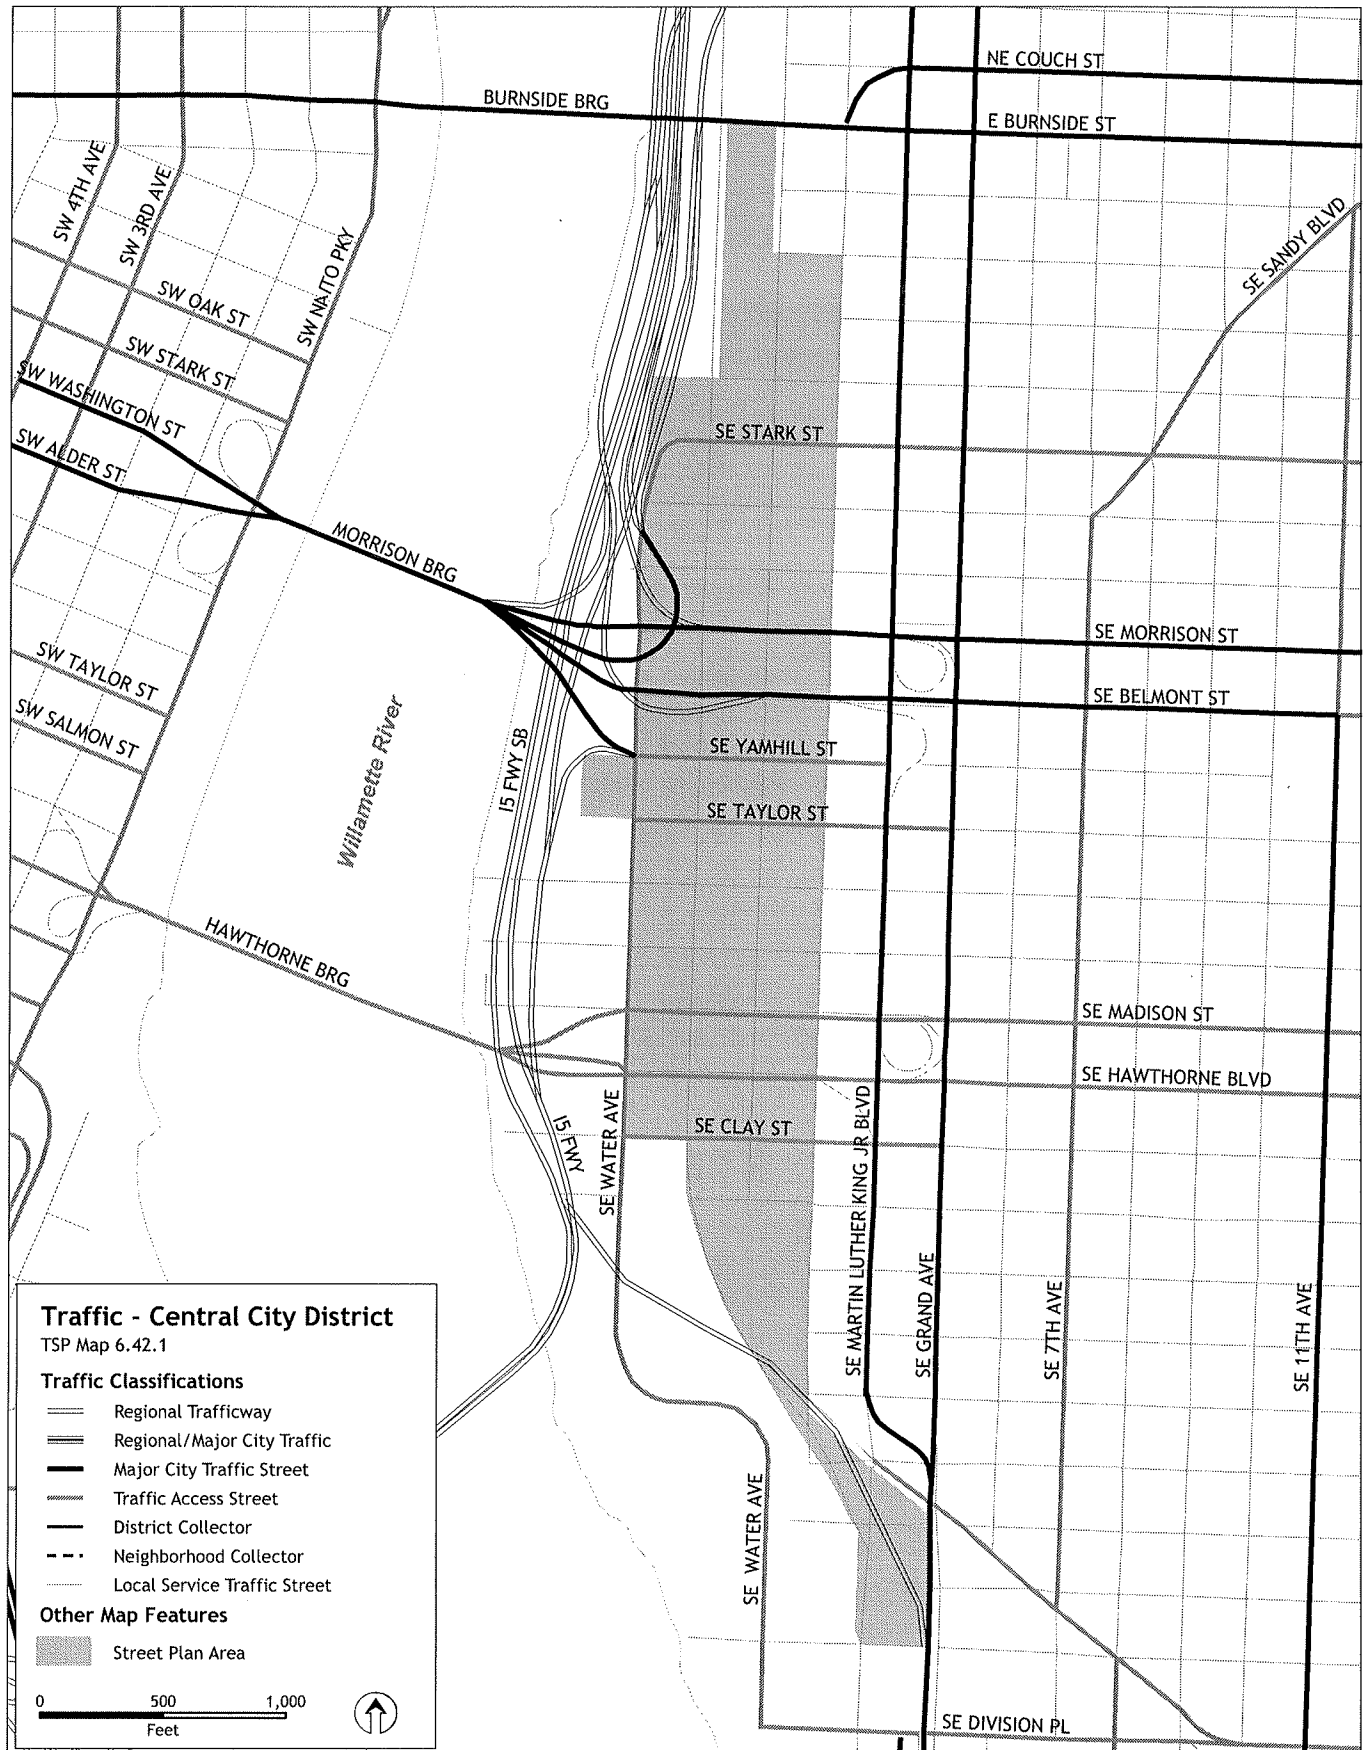 NE COUCH ST
BURNSIDE BRG
E BURNSIDE ST
SW 4TH AVE
SW 3RD AVE
SW NAITO PKY
SE SANDY BLVD
SW OAK ST
SW STARK ST
SW WASHINGTON ST
SW ALDER ST
SE STARK ST
MORRISON BRG
SE MORRISON ST
SW TAYLOR ST
SE BELMONT ST
SW SALMON ST
Willamette River
I5 FWY SB
SE YAMHILL ST
SE TAYLOR ST
HAWTHORNE BRG
SE MADISON ST
SE HAWTHORNE BLVD
I5 FWY
SE WATER AVE
SE CLAY ST
SE MARTIN LUTHER KING JR BLVD
SE GRAND AVE
SE 7TH AVE
SE 11TH AVE
SE WATER AVE
SE DIVISION PL
Traffic - Central City District
TSP Map 6.42.1
Traffic Classifications
Regional Trafficway
Regional/Major City Traffic
Major City Traffic Street
Traffic Access Street
District Collector
Neighborhood Collector
Local Service Traffic Street
Other Map Features
Street Plan Area
0 500 1,000
Feet